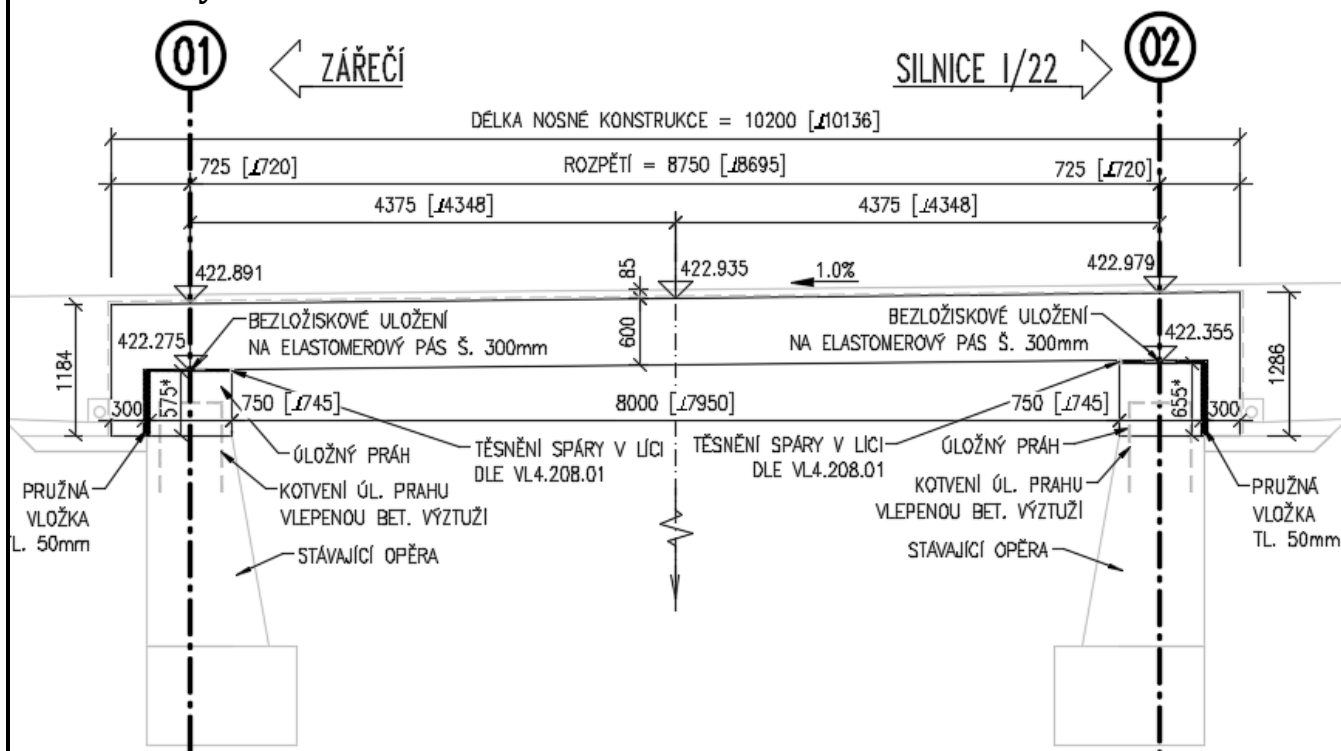 01
ZÁŘEČÍ
SILNICE I/22
02
DÉLKA NOSNÉ KONSTRUKCE = 10200 [⊥10136]
725 [⊥720]
ROZPĚTÍ = 8750 [⊥8695]
725 [⊥720]
4375 [⊥4348]
4375 [⊥4348]
422.891
85
422.935
1.0%
422.979
BEZLOŽISKOVÉ ULOŽENÍ
NA ELASTOMEROVÝ PÁS Š. 300mm
422.275
600
BEZLOŽISKOVÉ ULOŽENÍ
NA ELASTOMEROVÝ PÁS Š. 300mm
422.355
1184
1286
300
575*
750 [⊥745]
8000 [⊥7950]
750 [⊥745]
655*
300
TĚSNĚNÍ SPÁRY V LÍCI
DLE VL4.208.01
TĚSNĚNÍ SPÁRY V LÍCI
DLE VL4.208.01
ÚLOŽNÝ PRÁH
ÚLOŽNÝ PRÁH
PRUŽNÁ
VLOŽKA
TL. 50mm
KOTVENÍ ÚL. PRAHU
VLEPENOU BET. VÝZTUŽÍ
KOTVENÍ ÚL. PRAHU
VLEPENOU BET. VÝZTUŽÍ
PRUŽNÁ
VLOŽKA
TL. 50mm
STÁVAJÍCÍ OPĚRA
STÁVAJÍCÍ OPĚRA